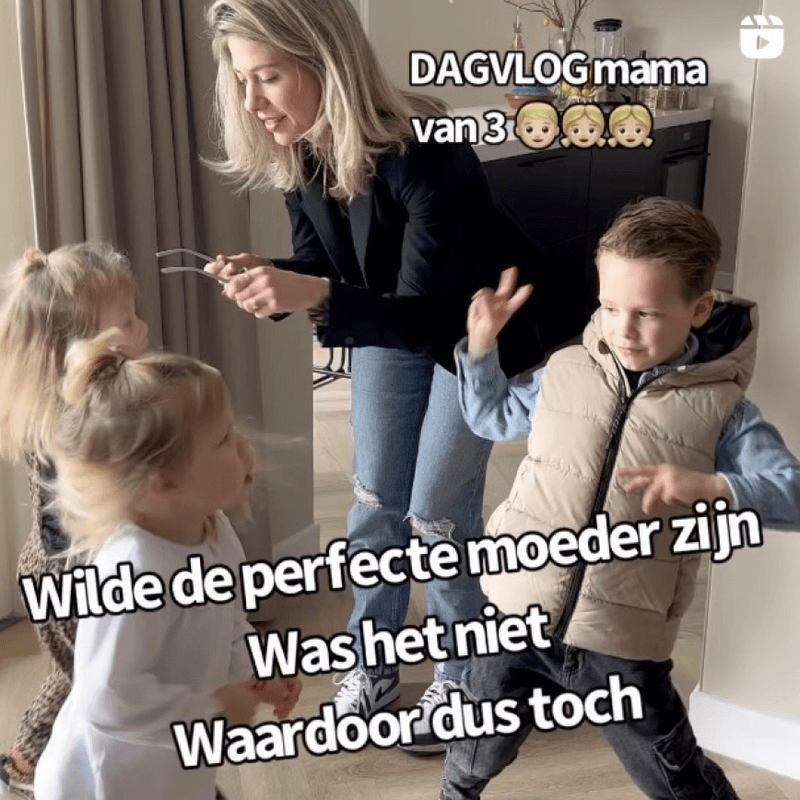 DAGVLOG mama
van 3 👦🏼👧🏼👧🏼
Wilde de perfecte moeder zijn
Was het niet
Waardoor dus toch